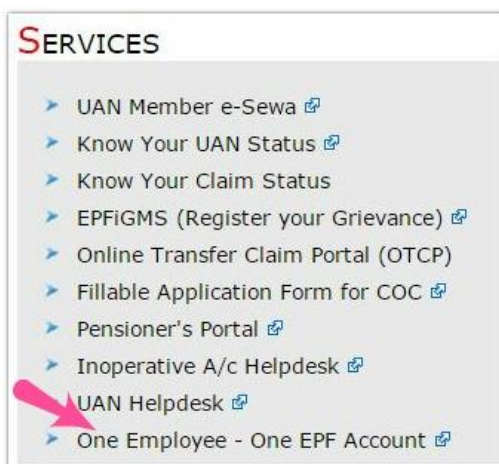 SERVICES
UAN Member e-Sewa
Know Your UAN Status
Know Your Claim Status
EPFiGMS (Register your Grievance)
Online Transfer Claim Portal (OTCP)
Fillable Application Form for COC
Pensioner's Portal
Inoperative A/c Helpdesk
UAN Helpdesk
One Employee - One EPF Account